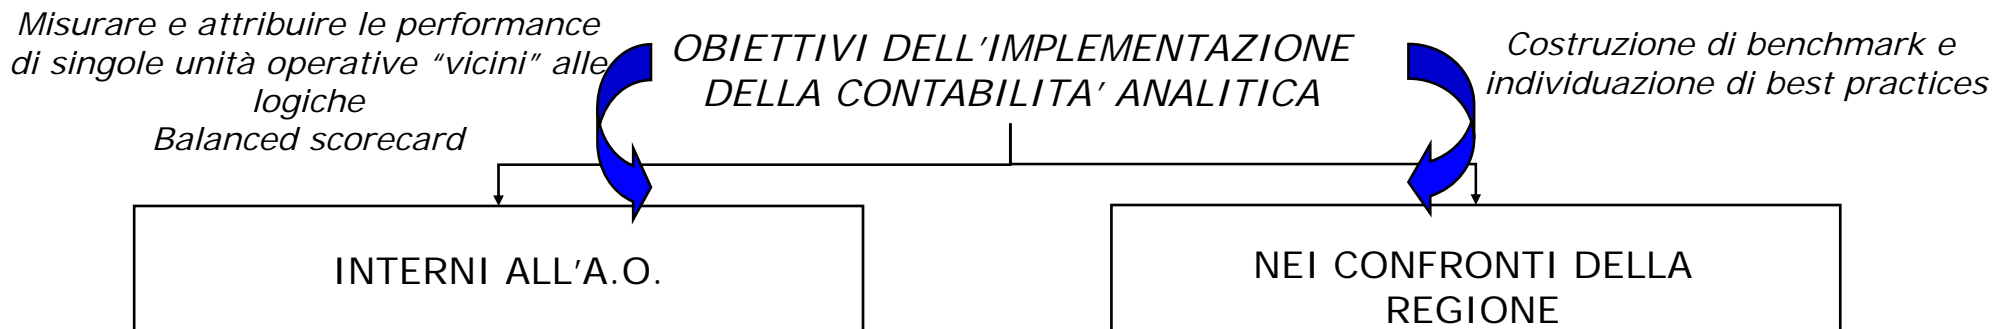 Misurare e attribuire le performance
di singole unità operative “vicini” alle
logiche
Balanced scorecard
OBIETTIVI DELL’IMPLEMENTAZIONE
DELLA CONTABILITA’ ANALITICA
Costruzione di benchmark e
individuazione di best practices
INTERNI ALL’A.O.
NEI CONFRONTI DELLA
REGIONE